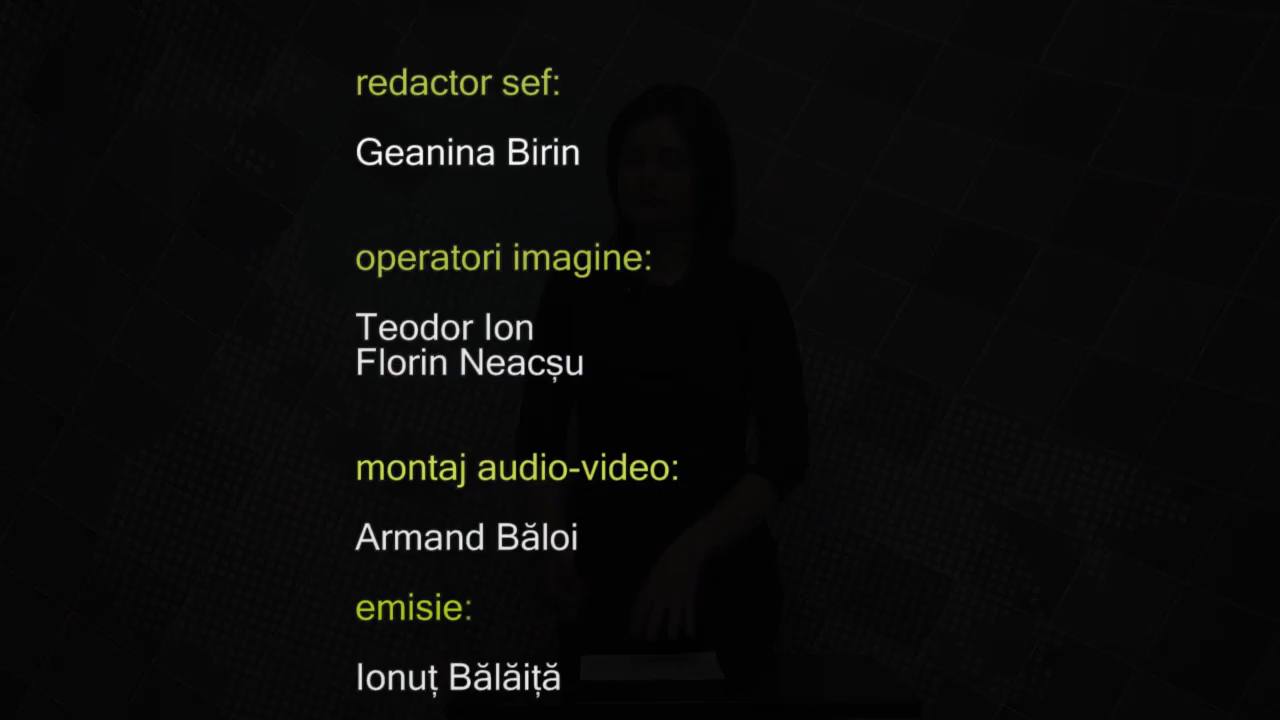 redactor sef:
Geanina Birin
operatori imagine:
Teodor Ion
Florin Neacșu
montaj audio-video:
Armand Băloi
emisie:
Ionuț Bălăiță